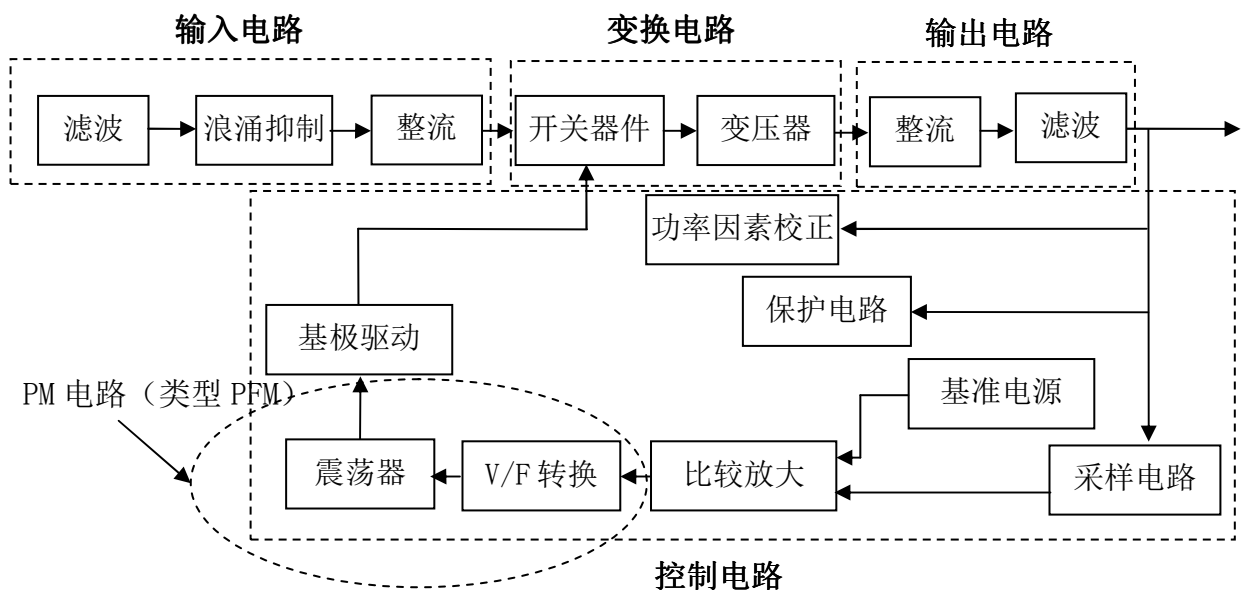 输入电路
变换电路
输出电路
滤波
浪涌抑制
整流
开关器件
变压器
整流
滤波
功率因素校正
保护电路
基极驱动
PM 电路（类型 PFM）
基准电源
震荡器
V/F 转换
比较放大
采样电路
控制电路